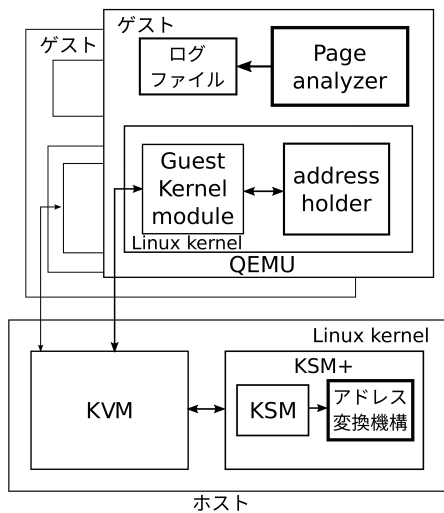 ゲスト
ゲスト
ログ
ファイル
Page
analyzer
Guest
Kernel
module
address
holder
Linux kernel
QEMU
Linux kernel
KSM+
KVM
KSM
アドレス
変換機構
ホスト